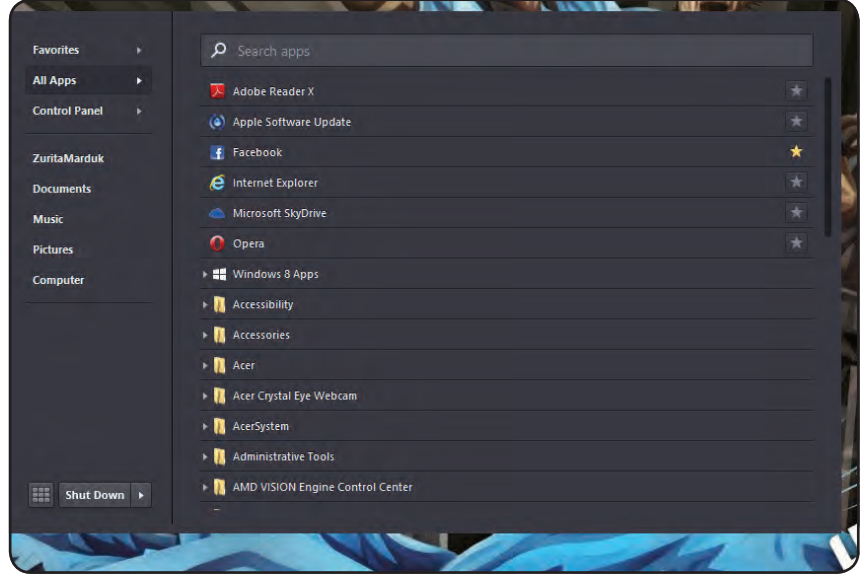 Favorites
All Apps
Control Panel
ZuritaMarduk
Documents
Music
Pictures
Computer
Shut Down
Search apps
Adobe Reader X
Apple Software Update
Facebook
Internet Explorer
Microsoft SkyDrive
Opera
Windows 8 Apps
Accessibility
Accessories
Acer
Acer Crystal Eye Webcam
AcerSystem
Administrative Tools
AMD VISION Engine Control Center